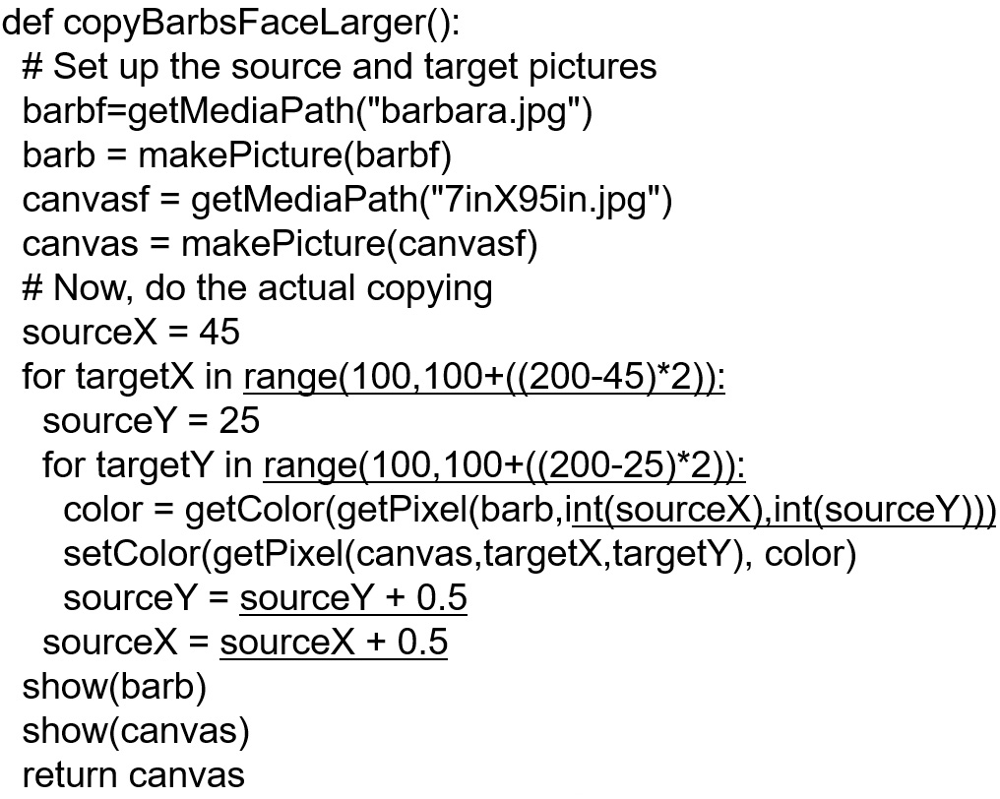 def copyBarbsFaceLarger():
# Set up the source and target pictures
barbf=getMediaPath("barbara.jpg")
barb = makePicture(barbf)
canvasf = getMediaPath("7inX95in.jpg")
canvas = makePicture(canvasf)
# Now, do the actual copying
sourceX = 45
for targetX in range(100,100+((200-45)*2)):
sourceY = 25
for targetY in range(100,100+((200-25)*2)):
color = getColor(getPixel(barb,int(sourceX),int(sourceY)))
setColor(getPixel(canvas,targetX,targetY), color)
sourceY = sourceY + 0.5
sourceX = sourceX + 0.5
show(barb)
show(canvas)
return canvas